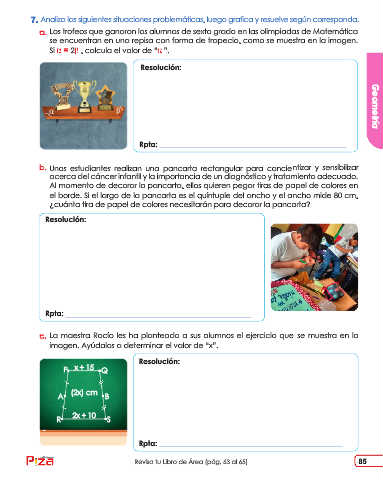 7. Analiza las siguientes situaciones problemáticas, luego grafica y resuelve según corresponda.
a. Los trofeos que ganaron los alumnos de sexto grado en las olimpiadas de Matemática
se encuentran en una repisa con forma de trapecio, como se muestra en la imagen.
Si α = 2β, calcula el valor de "α".
Resolución:
α
β
Rpta:
Geometría
b. Unos estudiantes realizan una pancarta rectangular para concientizar y sensibilizar
acerca del cáncer infantil y la importancia de un diagnóstico y tratamiento adecuado.
Al momento de decorar la pancarta, ellos quieren pegar tiras de papel de colores en
el borde. Si el largo de la pancarta es el quíntuple del ancho y el ancho mide 80 cm,
¿cuánta tira de papel de colores necesitarán para decorar la pancarta?
Resolución:
Rpta:
c. La maestra Rocío les ha planteado a sus alumnos el ejercicio que se muestra en la
imagen. Ayúdalos a determinar el valor de "x".
Resolución:
P x+15 Q
A (2x) cm B
R 2x+10 S
Rpta:
Pizza
Revisa tu Libro de Área (pág. 63 al 65)
85